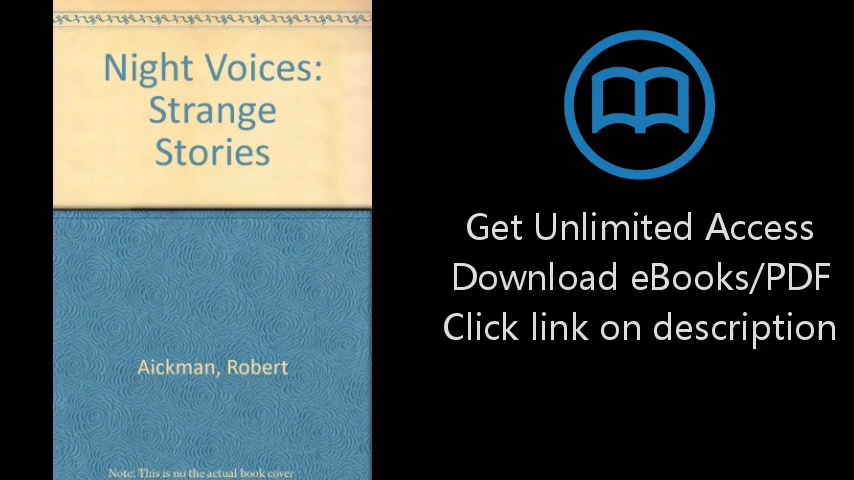 Night Voices:
Strange
Stories
Aickman, Robert
Note: This is no the actual book cover
Get Unlimited Access
Download eBooks/PDF
Click link on description